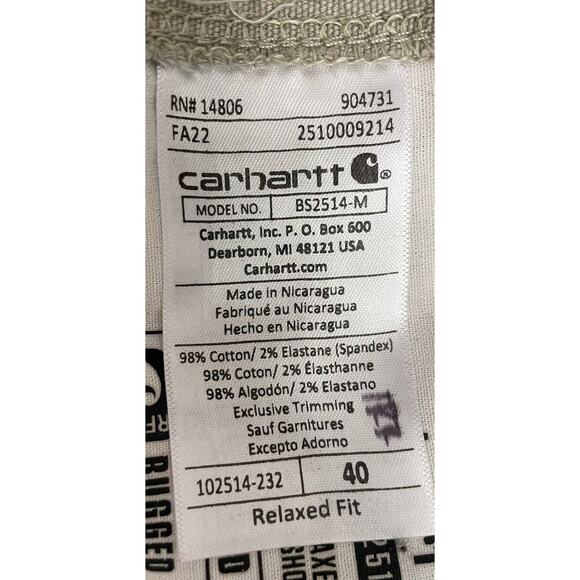 RN# 14806 904731
FA22 2510009214
carhartt ®
MODEL NO. BS2514-M
Carhartt, Inc. P. O. Box 600
Dearborn, MI 48121 USA
Carhartt.com
Made in Nicaragua
Fabriqué au Nicaragua
Hecho en Nicaragua
98% Cotton/ 2% Elastane (Spandex)
98% Coton/ 2% Élasthanne
98% Algodón/ 2% Elastano
Exclusive Trimming
Sauf Garnitures
Excepto Adorno
102514-232 40
Relaxed Fit
RUGGED